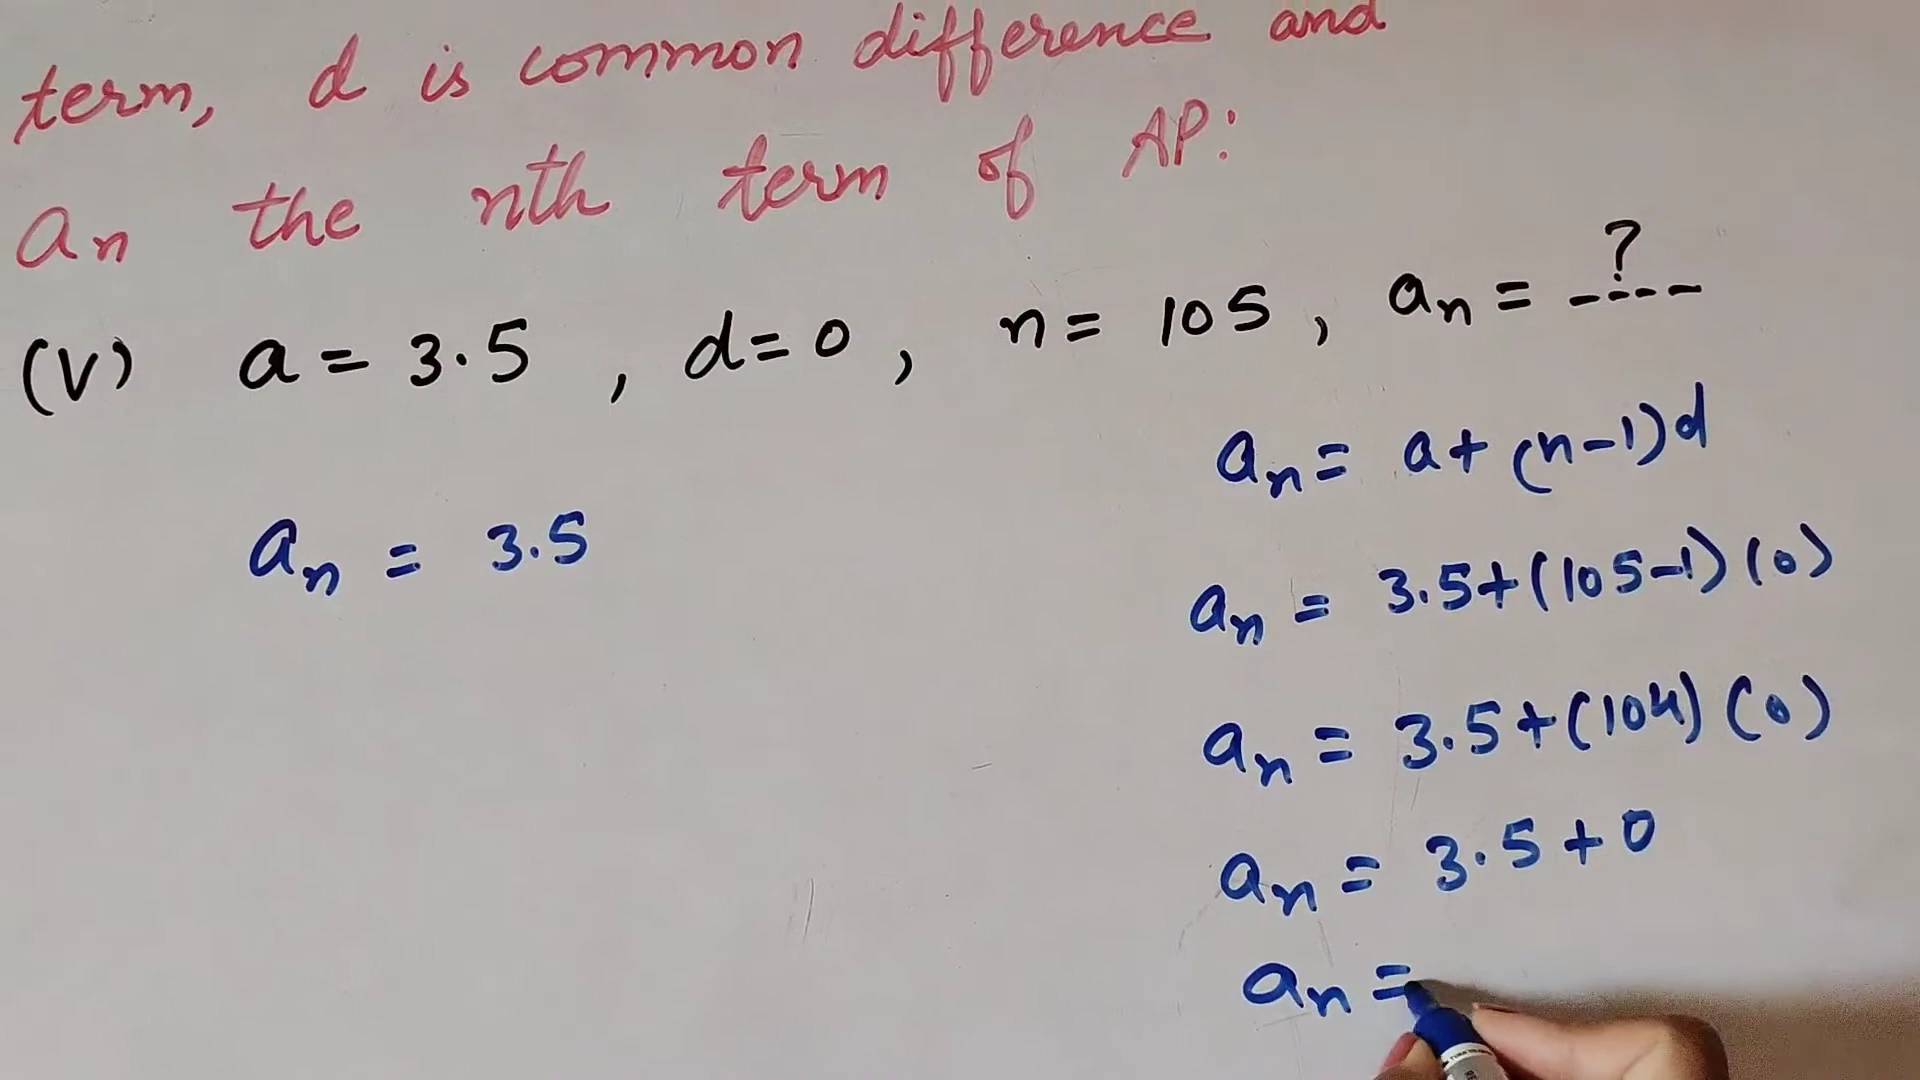 term, d is common difference and
an the nth term of AP:
(V) a = 3.5 , d=0 , n= 105 , an = ----?
an = a + (n-1)d
an = 3.5
an = 3.5+(105-1)(0)
an = 3.5+(104)(0)
an = 3.5+0
an =